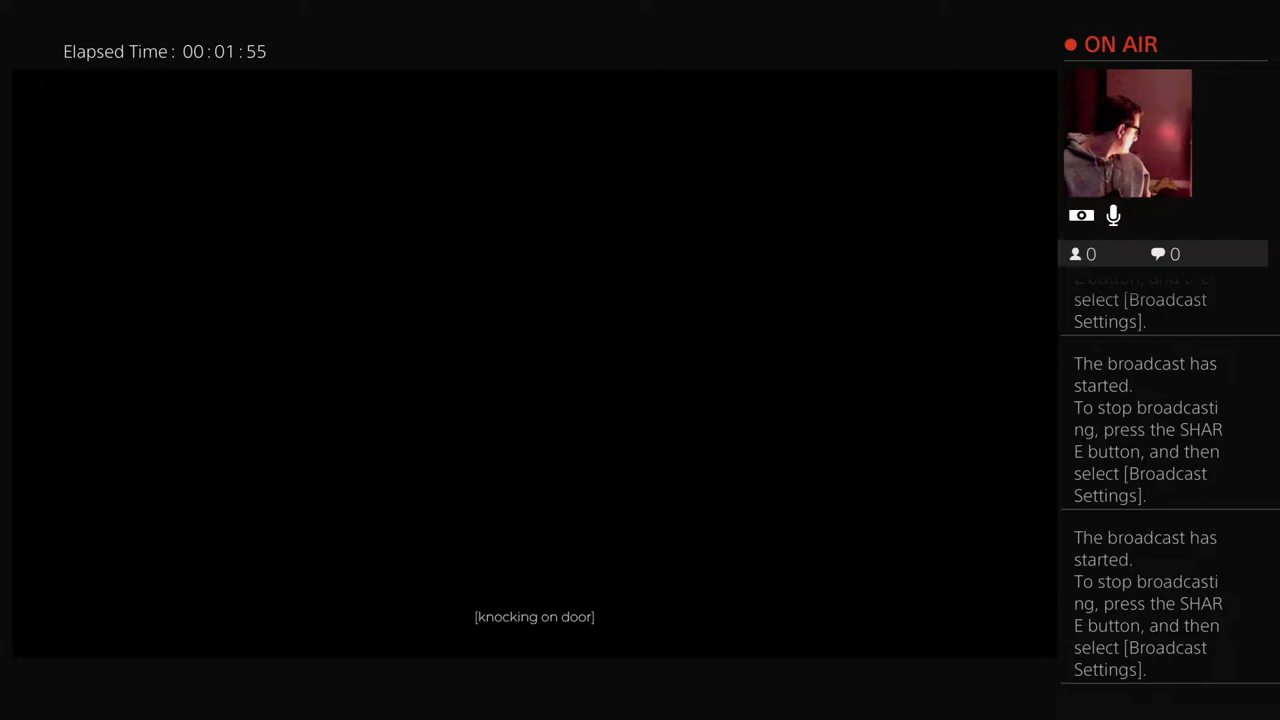 Elapsed Time: 00:01:55
ON AIR
0 0
select [Broadcast
Settings].
The broadcast has
started.
To stop broadcasti
ng, press the SHAR
E button, and then
select [Broadcast
Settings].
The broadcast has
started.
To stop broadcasti
ng, press the SHAR
E button, and then
select [Broadcast
Settings].
[knocking on door]